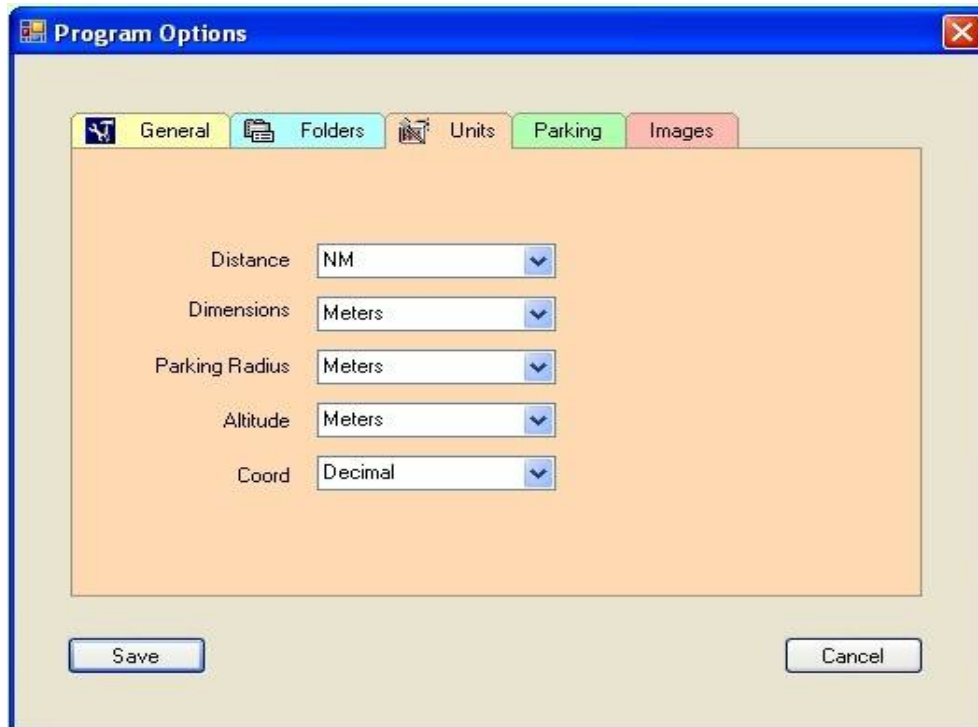 Program Options
General Folders Units Parking Images
Distance NM
Dimensions Meters
Parking Radius Meters
Altitude Meters
Coord Decimal
Save Cancel